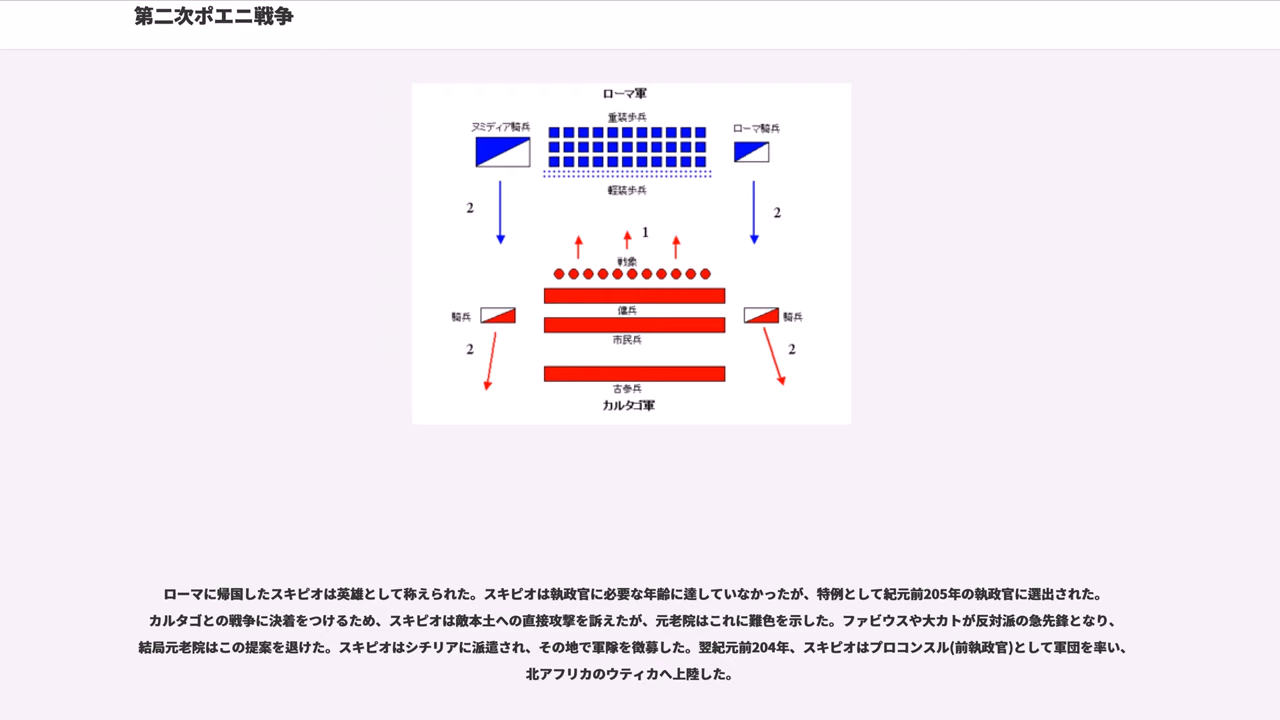 第二次ポエニ戦争
ローマ軍
重装歩兵
ヌミディア騎兵
ローマ騎兵
軽装歩兵
2
2
1
戦象
傭兵
騎兵
騎兵
市民兵
2
2
古参兵
カルタゴ軍
ローマに帰国したスキピオは英雄として称えられた。スキピオは執政官に必要な年齢に達していなかったが、特例として紀元前205年の執政官に選出された。
カルタゴとの戦争に決着をつけるため、スキピオは敵本土への直接攻撃を訴えたが、元老院はこれに難色を示した。ファビウスや大カトが反対派の急先鋒となり、
結局元老院はこの提案を退けた。スキピオはシチリアに派遣され、その地で軍隊を徴募した。翌紀元前204年、スキピオはプロコンスル(前執政官)として軍団を率い、
北アフリカのウティカへ上陸した。